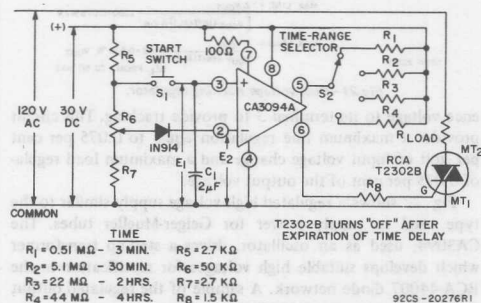 (+)
120 V
AC
30 V
DC
COMMON
R5
R6
R7
START
SWITCH
S1
IN914
E2
C1
2μF
100Ω
7
8
3
2
4
5
6
+
-
CA3094A
TIME-RANGE
SELECTOR
S2
R1
R2
R3
R4
R LOAD
RCA
T2302B
MT2
MT1
G
R8
T2302B TURNS "OFF" AFTER
EXPIRATION OF TIME DELAY
R1 = 0.51 MΩ - 3 MIN. R5 = 2.7 KΩ
R2 = 5.1 MΩ - 30 MIN. R6 = 50 KΩ
R3 = 22 MΩ - 2 HRS. R7 = 2.7 KΩ
R4 = 44 MΩ - 4 HRS. R8 = 1.5 KΩ
92CS-20276R1